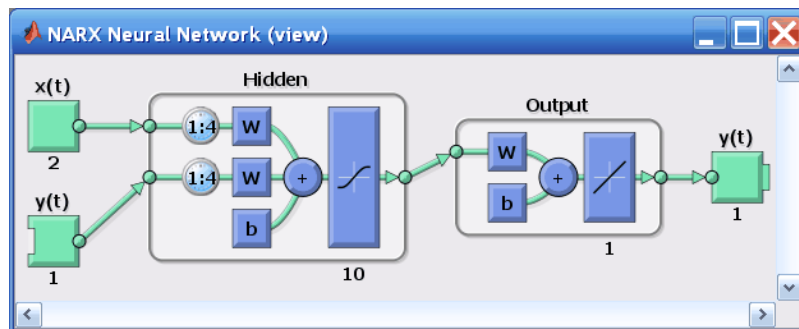 NARX Neural Network (view)
Hidden
x(t)
1:4
W
2
y(t)
1:4
W
+
b
1
10
Output
W
b
+
1
y(t)
1